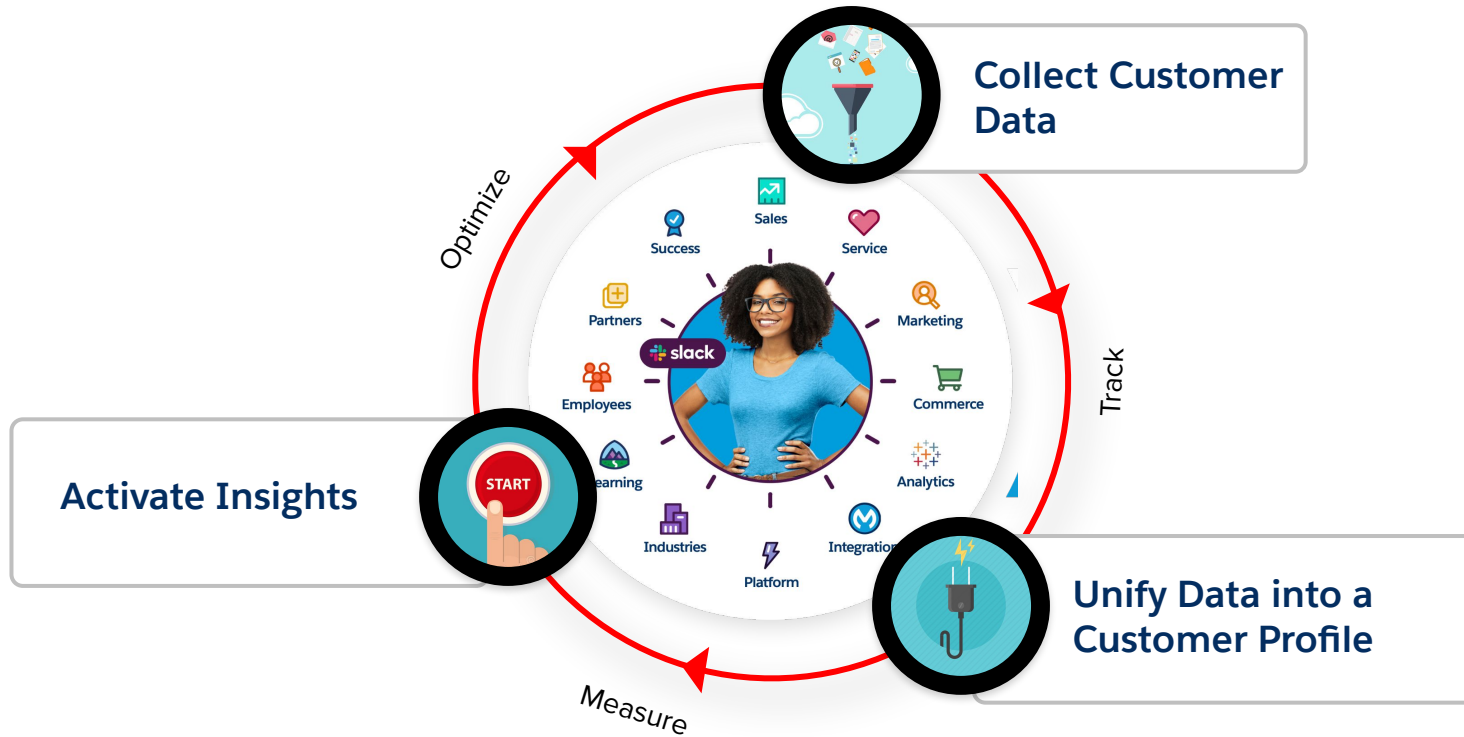 Collect Customer
Data
Optimize
Sales
Success
Service
Partners
Marketing
slack
Employees
Commerce
Track
Activate Insights
START
earning
Analytics
Industries
Integration
Platform
Unify Data into a
Customer Profile
Measure